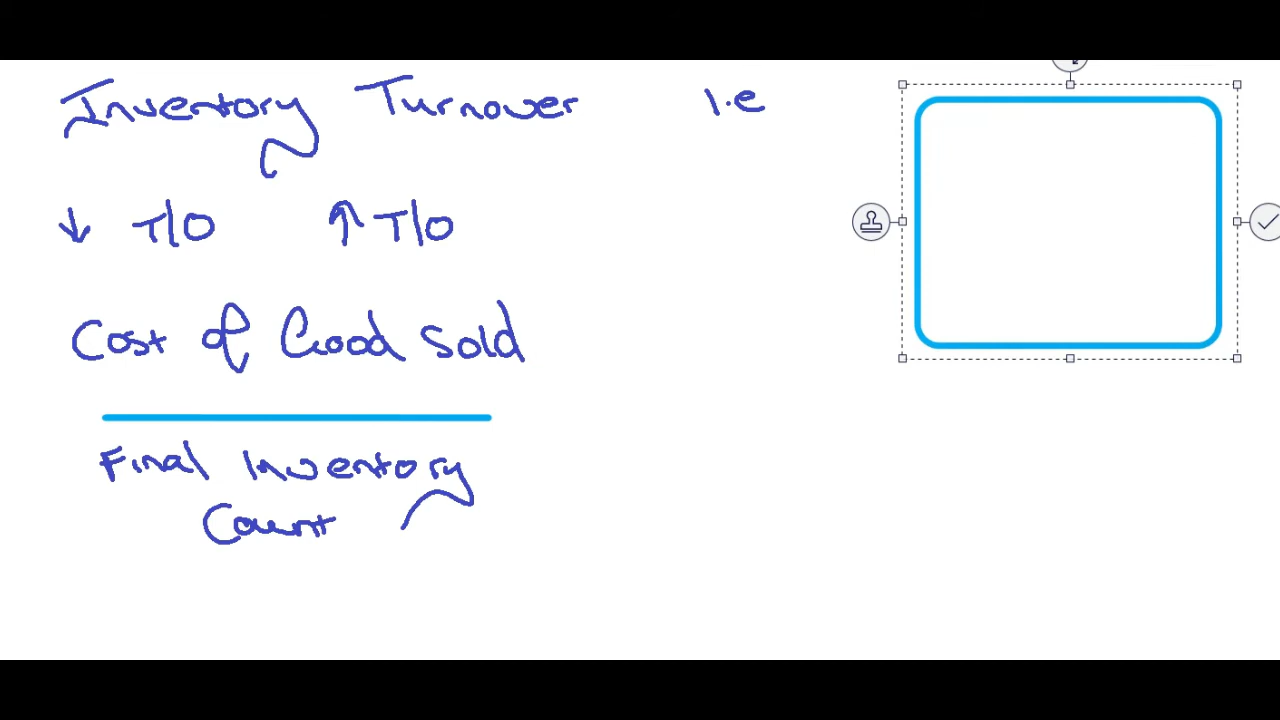 Inventory Turnover i.e
↓ T/O ↑ T/O
Cost of Good Sold
Final Inventory
Count